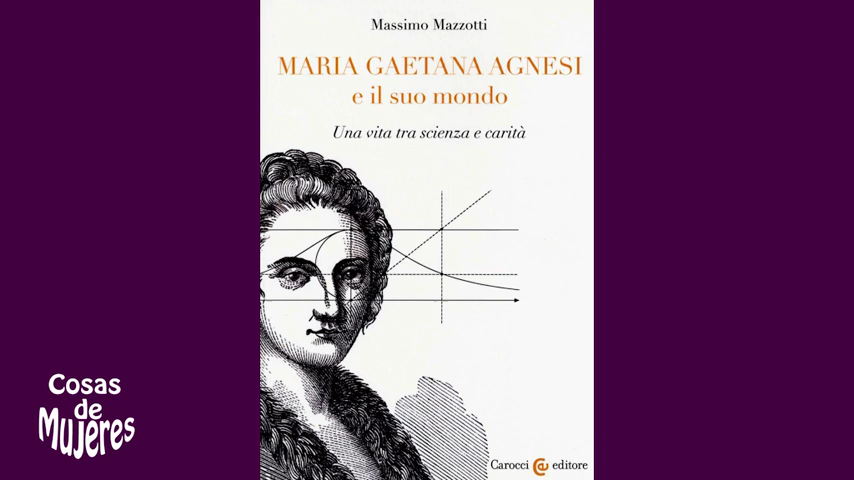 Massimo Mazzotti
MARIA GAETANA AGNESI
e il suo mondo
Una vita tra scienza e carità
Cosas
de
Mujeres
Carocci editore